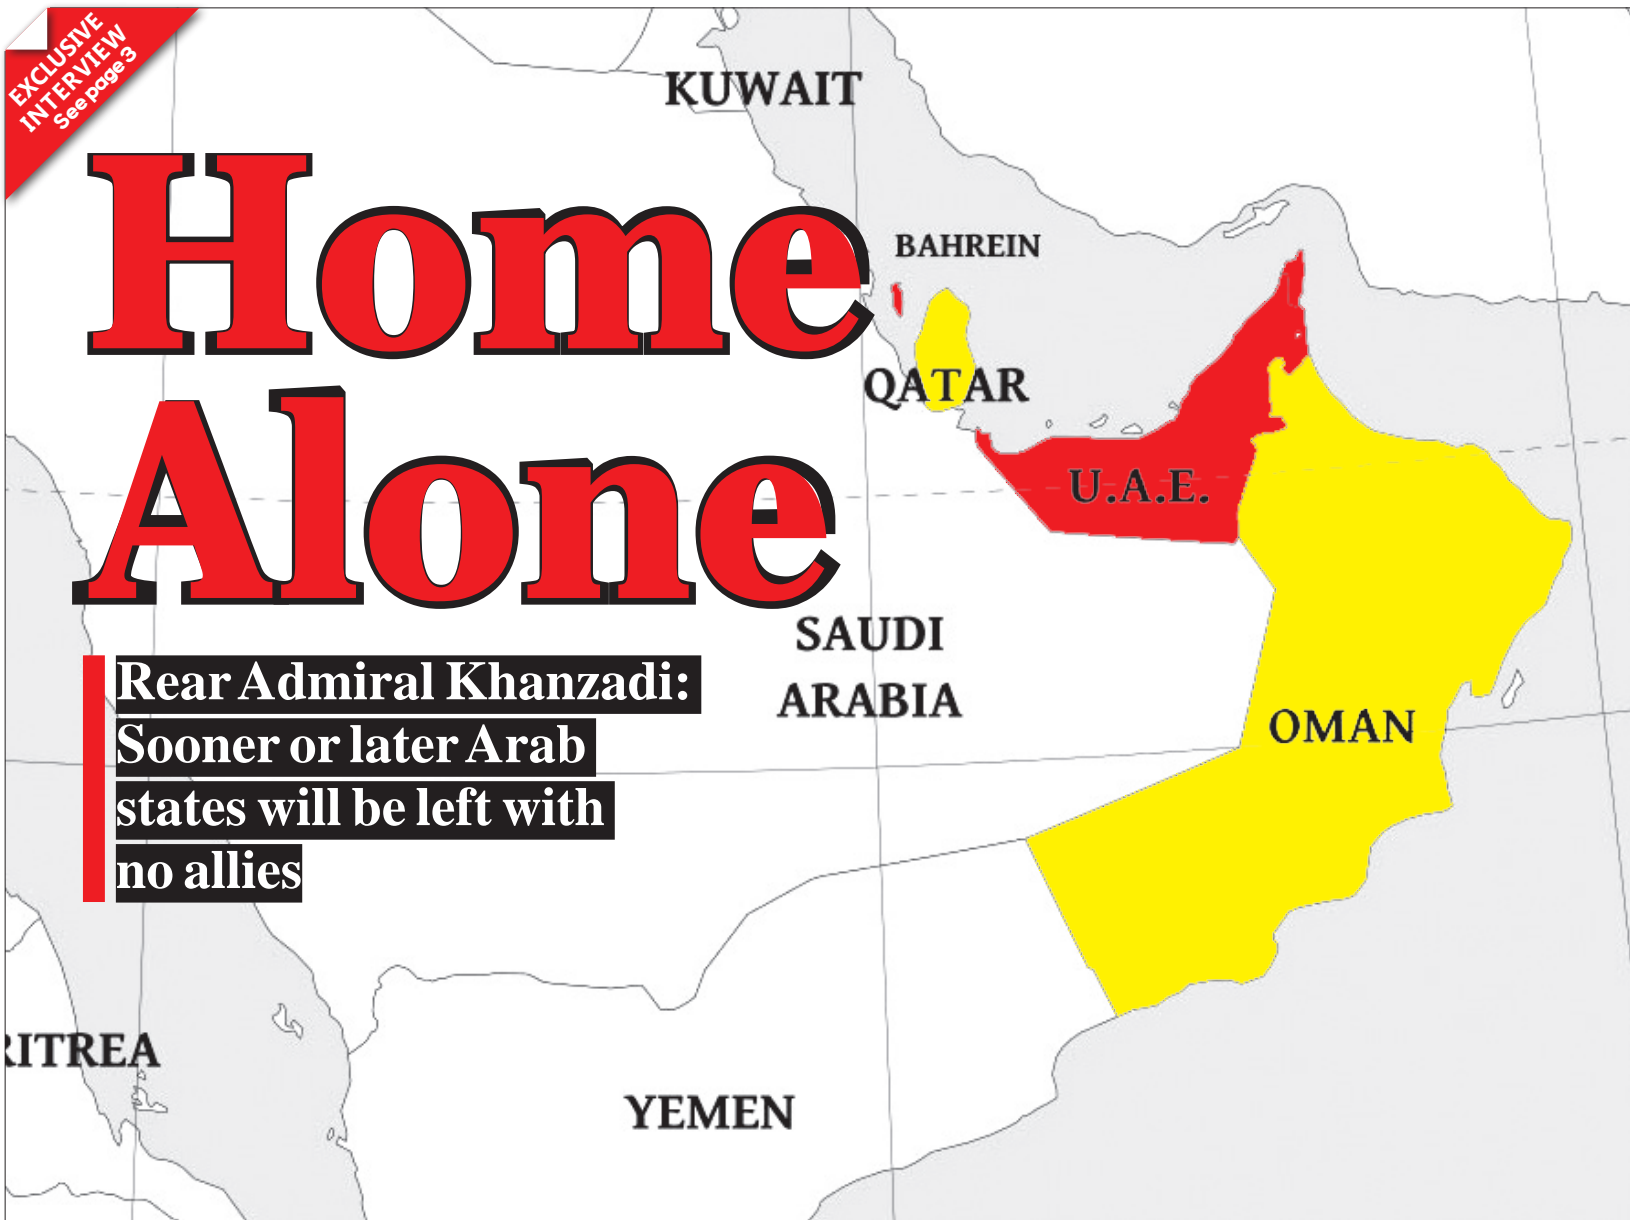 EXCLUSIVE
INTERVIEW
See page 3
KUWAIT
Home
Alone
BAHREIN
QATAR
U.A.E.
SAUDI
ARABIA
OMAN
Rear Admiral Khanzadi:
Sooner or later Arab
states will be left with
no allies
RITREA
YEMEN